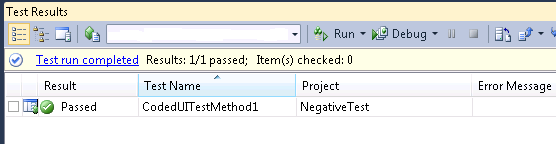 Test Results
Run Debug
Test run completed Results: 1/1 passed; Item(s) checked: 0
Result Test Name Project Error Message
Passed CodedUITestMethod1 NegativeTest